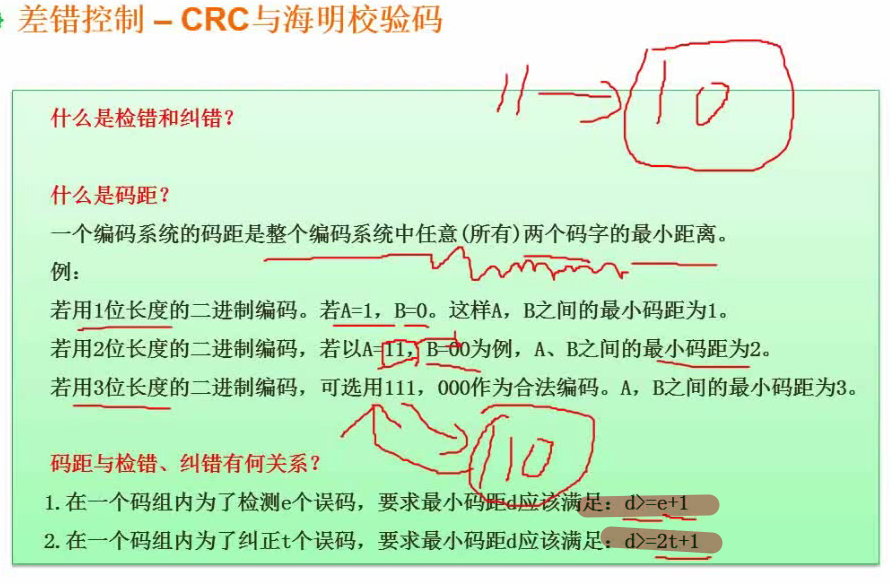 差错控制 – CRC与海明校验码
11 → 10
什么是检错和纠错？
什么是码距？
一个编码系统的码距是整个编码系统中任意(所有)两个码字的最小距离。
例：
若用1位长度的二进制编码。若A=1，B=0。这样A，B之间的最小码距为1。
若用2位长度的二进制编码，若以A=11，B=00为例，A、B之间的最小码距为2。
若用3位长度的二进制编码，可选用111，000作为合法编码。A，B之间的最小码距为3。
110
码距与检错、纠错有何关系？
1.在一个码组内为了检测e个误码，要求最小码距d应该满足：d>=e+1
2.在一个码组内为了纠正t个误码，要求最小码距d应该满足：d>=2t+1